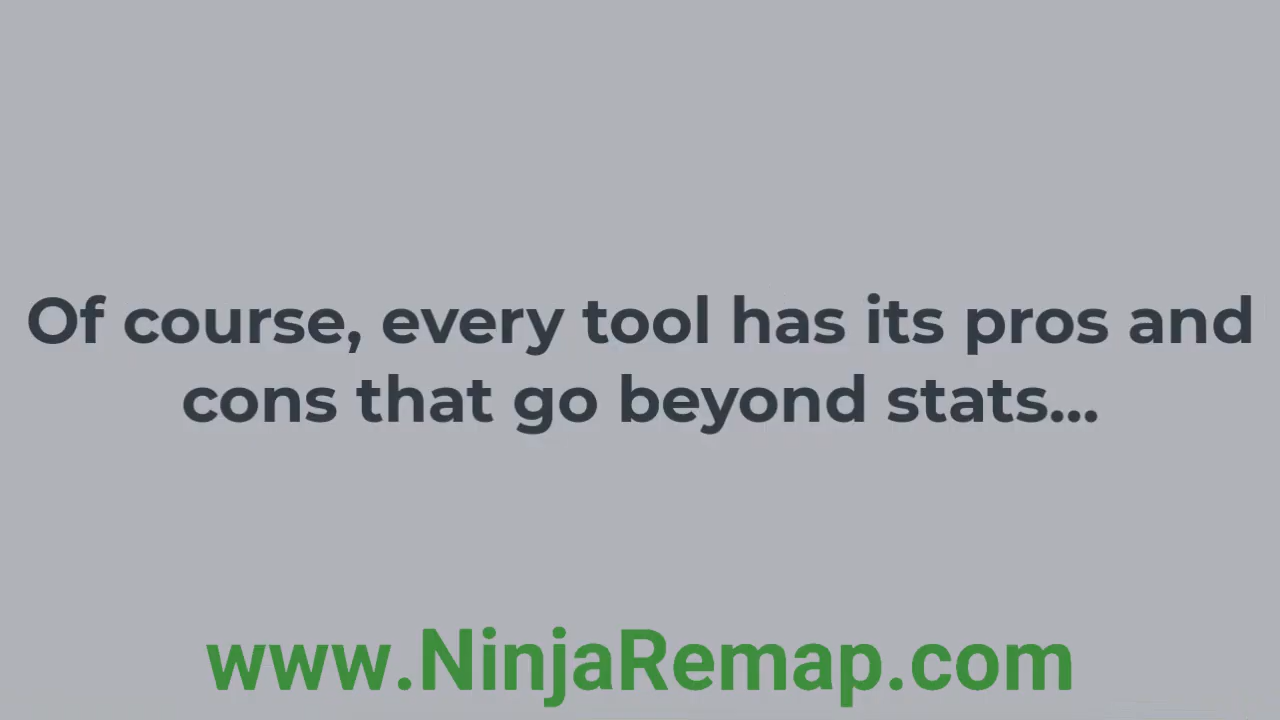 Of course, every tool has its pros and
cons that go beyond stats...
www.NinjaRemap.com